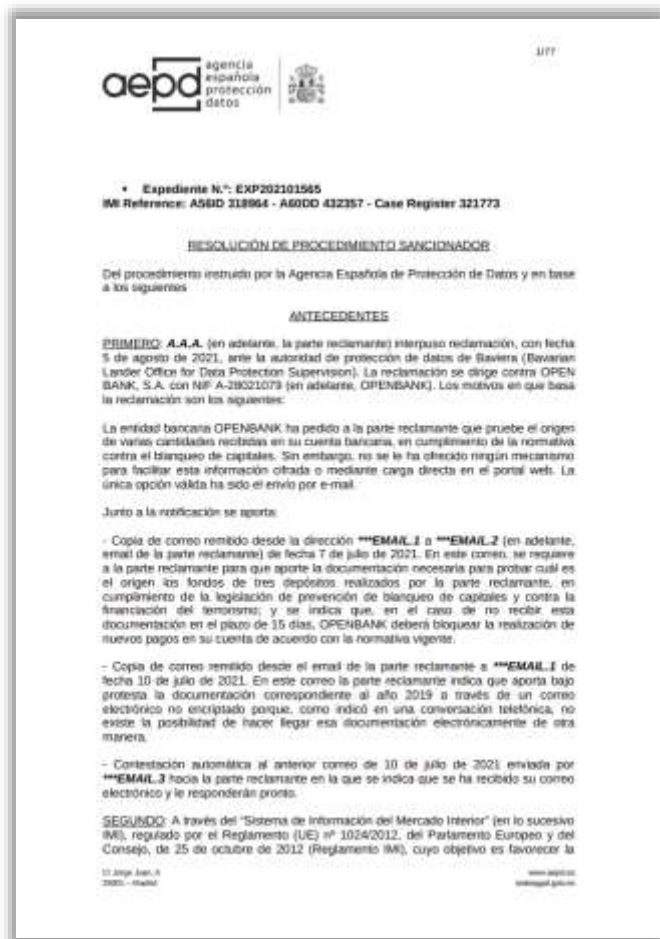 1/77
aepd
agencia
española
protección
datos
• Expediente N.º: EXP202101565
IMI Reference: A56ID 318964 - A60DD 432357 - Case Register 321773
RESOLUCIÓN DE PROCEDIMIENTO SANCIONADOR
Del procedimiento instruido por la Agencia Española de Protección de Datos y en base
a los siguientes
ANTECEDENTES
PRIMERO: A.A.A. (en adelante, la parte reclamante) interpuso reclamación, con fecha
5 de agosto de 2021, ante la autoridad de protección de datos de Baviera (Bavarian
Lander Office for Data Protection Supervision). La reclamación se dirige contra OPEN
BANK, S.A. con NIF A-28021079 (en adelante, OPENBANK). Los motivos en que basa
la reclamación son los siguientes:
La entidad bancaria OPENBANK ha pedido a la parte reclamante que pruebe el origen
de varias cantidades recibidas en su cuenta bancaria, en cumplimiento de la normativa
contra el blanqueo de capitales. Sin embargo, no se le ha ofrecido ningún mecanismo
para facilitar esta información cifrada o mediante carga directa en el portal web. La
única opción válida ha sido el envío por e-mail.
Junto a la notificación se aporta:
- Copia de correo remitido desde la dirección ***EMAIL.1 a ***EMAIL.2 (en adelante,
email de la parte reclamante) de fecha 7 de julio de 2021. En este correo, se requiere
a la parte reclamante para que aporte la documentación necesaria para probar cuál es
el origen los fondos de tres depósitos realizados por la parte reclamante, en
cumplimiento de la legislación de prevención de blanqueo de capitales y contra la
financiación del terrorismo; y se indica que, en el caso de no recibir esta
documentación en el plazo de 15 días, OPENBANK deberá bloquear la realización de
nuevos pagos en su cuenta de acuerdo con la normativa vigente.
- Copia de correo remitido desde el email de la parte reclamante a ***EMAIL.1 de
fecha 10 de julio de 2021. En este correo la parte reclamante indica que aporta bajo
protesta la documentación correspondiente al año 2019 a través de un correo
electrónico no encriptado porque, como indicó en una conversación telefónica, no
existe la posibilidad de hacer llegar esa documentación electrónicamente de otra
manera.
- Contestación automática al anterior correo de 10 de julio de 2021 enviada por
***EMAIL.3 hacia la parte reclamante en la que se indica que se ha recibido su correo
electrónico y le responderán pronto.
SEGUNDO: A través del "Sistema de Información del Mercado Interior" (en lo sucesivo
IMI), regulado por el Reglamento (UE) nº 1024/2012, del Parlamento Europeo y del
Consejo, de 25 de octubre de 2012 (Reglamento IMI), cuyo objetivo es favorecer la
C/ Jorge Juan, 6
28001 – Madrid
www.aepd.es
sedeagpd.gob.es